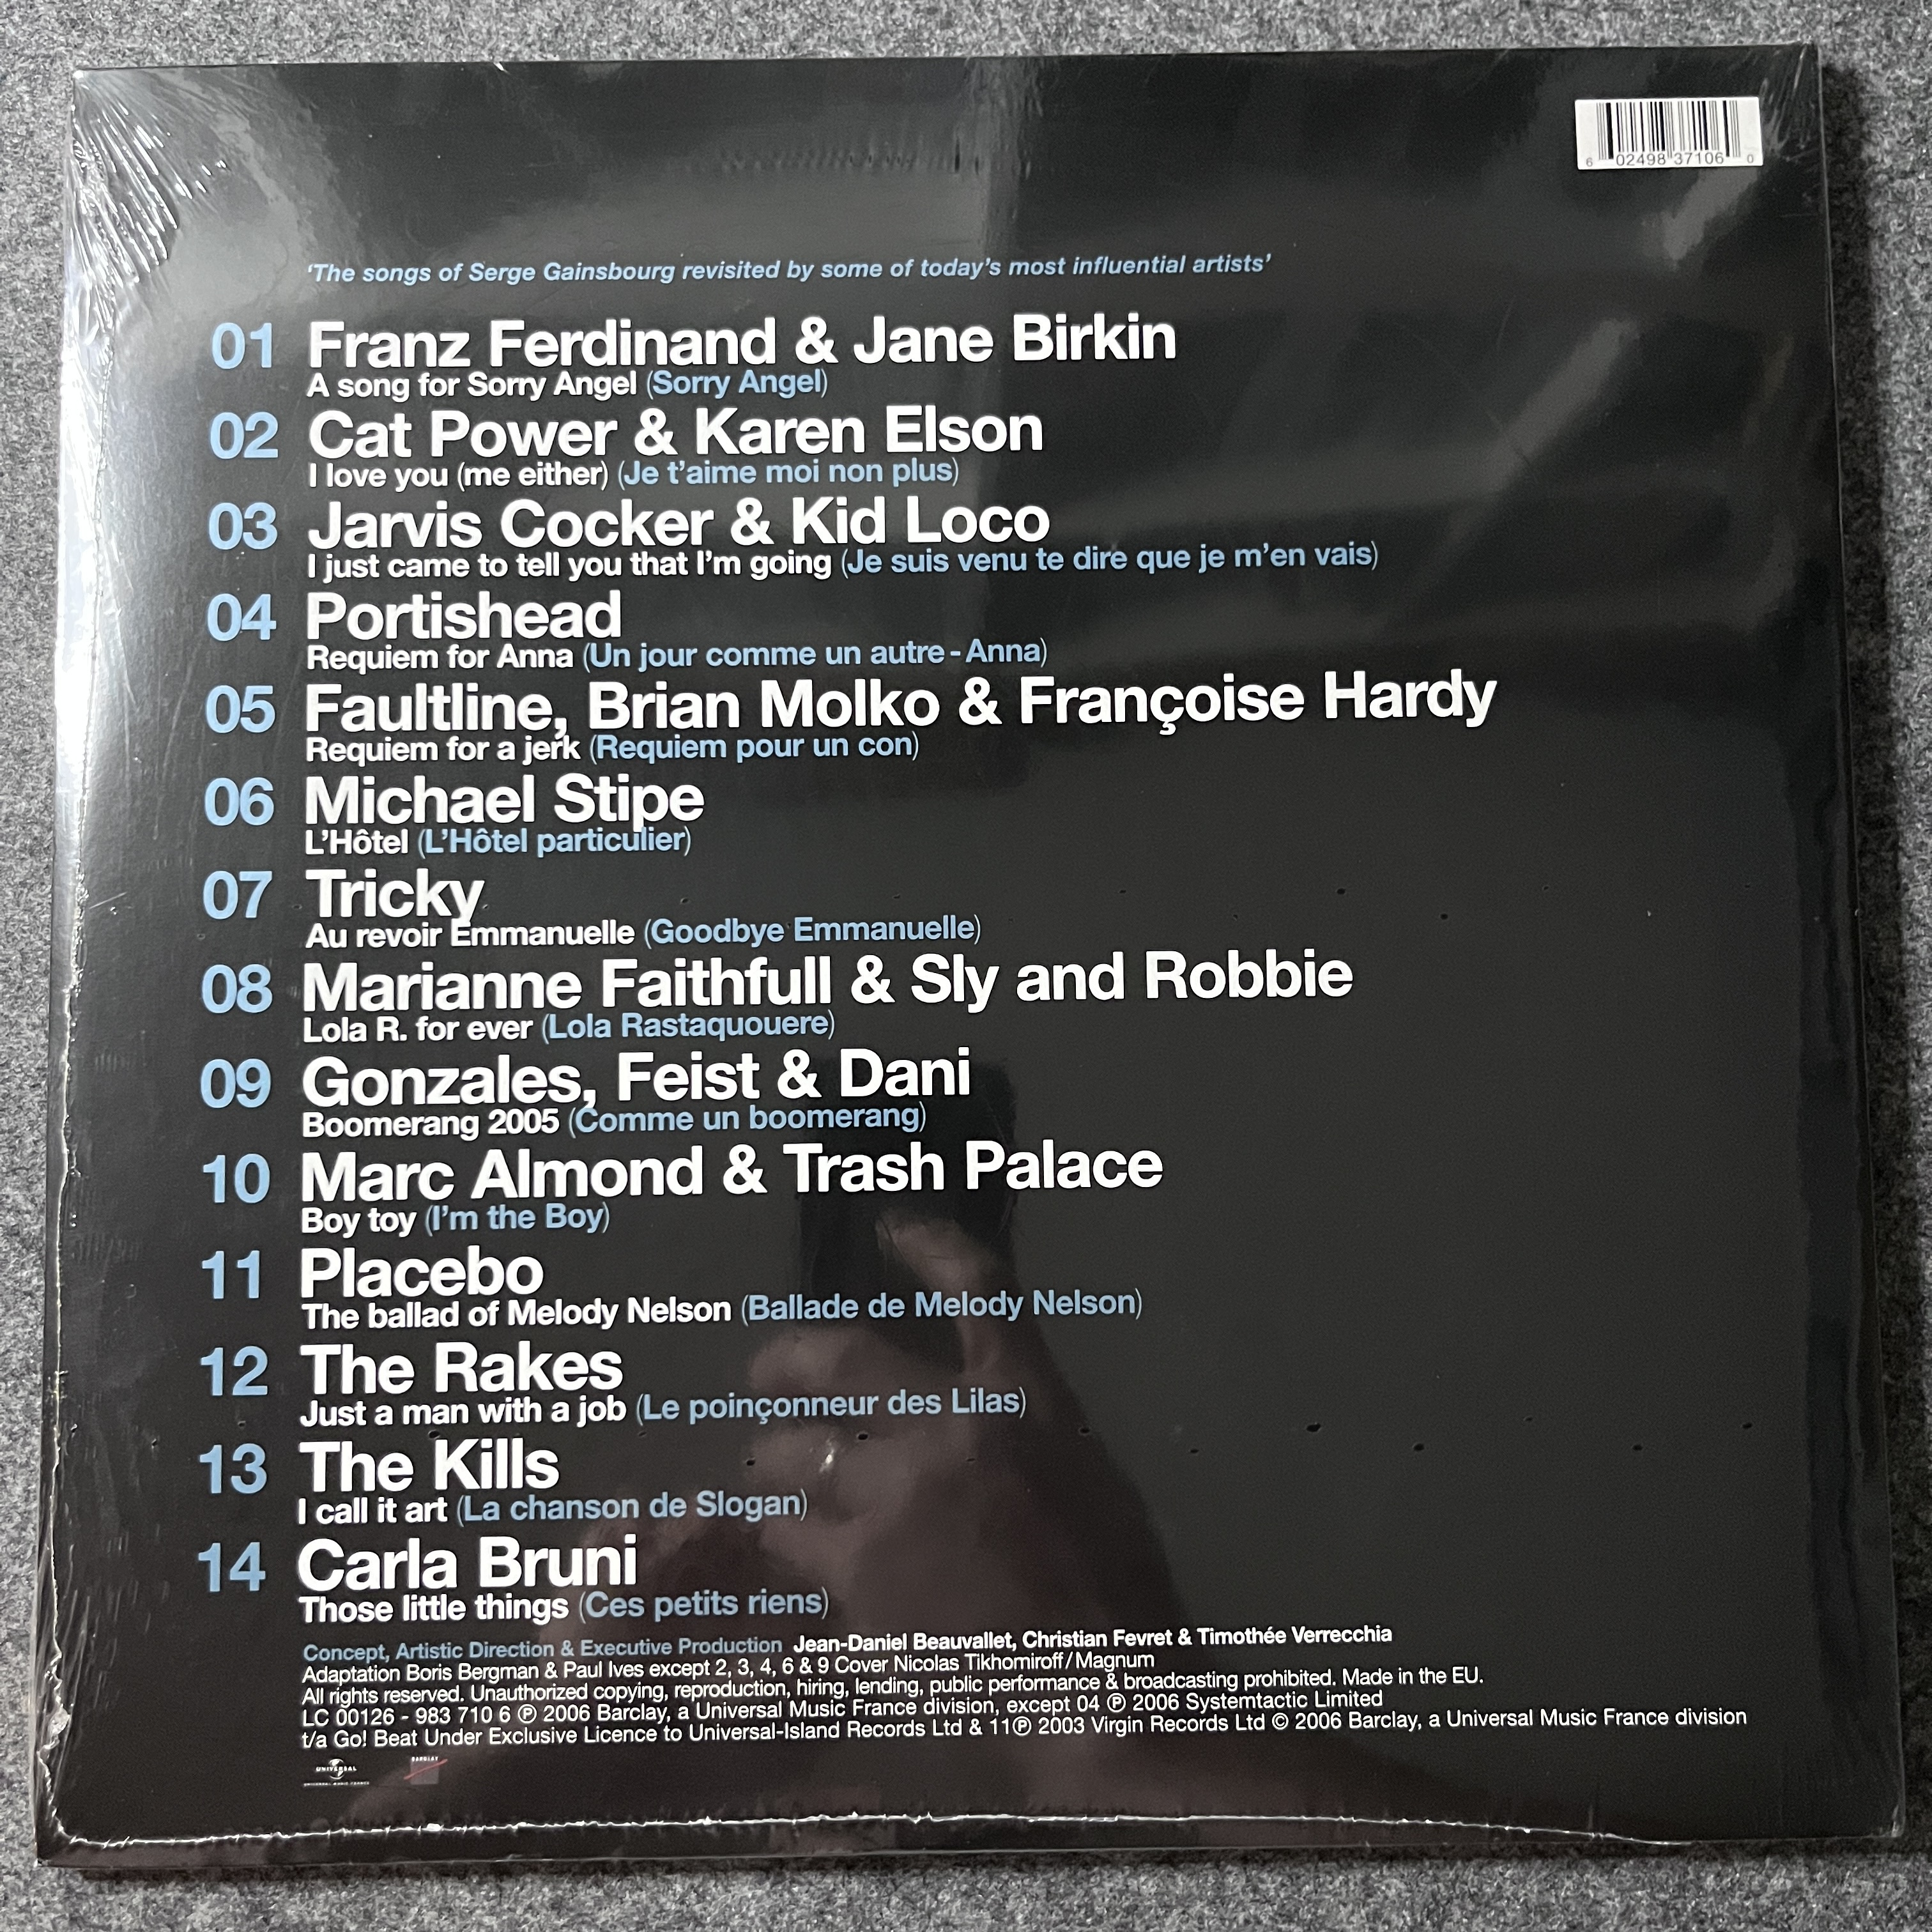 6 02498 37106 0
‘The songs of Serge Gainsbourg revisited by some of today’s most influential artists’
01 Franz Ferdinand & Jane Birkin
A song for Sorry Angel (Sorry Angel)
02 Cat Power & Karen Elson
I love you (me either) (Je t’aime moi non plus)
03 Jarvis Cocker & Kid Loco
I just came to tell you that I’m going (Je suis venu te dire que je m’en vais)
04 Portishead
Requiem for Anna (Un jour comme un autre - Anna)
05 Faultline, Brian Molko & Françoise Hardy
Requiem for a jerk (Requiem pour un con)
06 Michael Stipe
L’Hôtel (L’Hôtel particulier)
07 Tricky
Au revoir Emmanuelle (Goodbye Emmanuelle)
08 Marianne Faithfull & Sly and Robbie
Lola R. for ever (Lola Rastaquouere)
09 Gonzales, Feist & Dani
Boomerang 2005 (Comme un boomerang)
10 Marc Almond & Trash Palace
Boy toy (I’m the Boy)
11 Placebo
The ballad of Melody Nelson (Ballade de Melody Nelson)
12 The Rakes
Just a man with a job (Le poinçonneur des Lilas)
13 The Kills
I call it art (La chanson de Slogan)
14 Carla Bruni
Those little things (Ces petits riens)
Concept, Artistic Direction & Executive Production Jean-Daniel Beauvallet, Christian Fevret & Timothée Verrecchia
Adaptation Boris Bergman & Paul Ives except 2, 3, 4, 6 & 9 Cover Nicolas Tikhomiroff / Magnum
All rights reserved. Unauthorized copying, reproduction, hiring, lending, public performance & broadcasting prohibited. Made in the EU.
LC 00126 - 983 710 6 ℗ 2006 Barclay, a Universal Music France division, except 04 ℗ 2006 Systemtactic Limited
t/a Go! Beat Under Exclusive Licence to Universal-Island Records Ltd & 11℗ 2003 Virgin Records Ltd © 2006 Barclay, a Universal Music France division
UNIVERSAL BARCLAY
UNIVERSAL MUSIC FRANCE